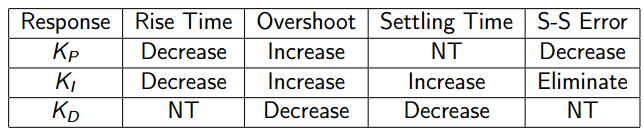 Response Rise Time Overshoot Settling Time S-S Error
K_P Decrease Increase NT Decrease
K_I Decrease Increase Increase Eliminate
K_D NT Decrease Decrease NT